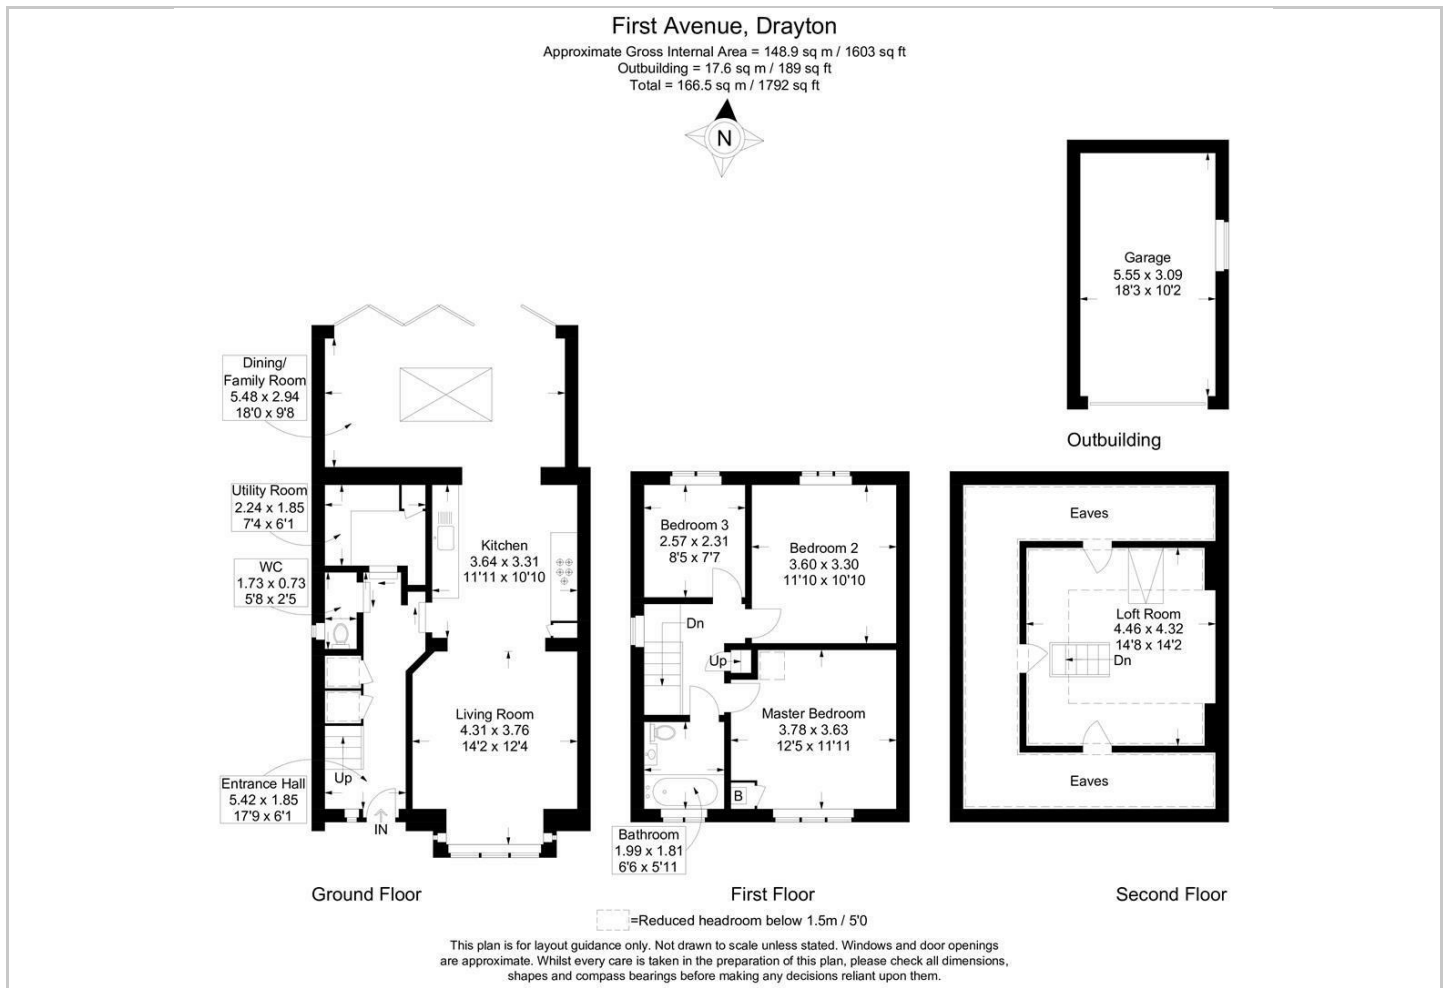 First Avenue, Drayton
Approximate Gross Internal Area = 148.9 sq m / 1603 sq ft
Outbuilding = 17.6 sq m / 189 sq ft
Total = 166.5 sq m / 1792 sq ft
N
Garage
5.55 x 3.09
18'3 x 10'2
Outbuilding
Dining/
Family Room
5.48 x 2.94
18'0 x 9'8
Utility Room
2.24 x 1.85
7'4 x 6'1
WC
1.73 x 0.73
5'8 x 2'5
Kitchen
3.64 x 3.31
11'11 x 10'10
Living Room
4.31 x 3.76
14'2 x 12'4
Up
Entrance Hall
5.42 x 1.85
17'9 x 6'1
IN
Ground Floor
Bedroom 3
2.57 x 2.31
8'5 x 7'7
Bedroom 2
3.60 x 3.30
11'10 x 10'10
Dn
Up
Master Bedroom
3.78 x 3.63
12'5 x 11'11
B
Bathroom
1.99 x 1.81
6'6 x 5'11
First Floor
Eaves
Loft Room
4.46 x 4.32
14'8 x 14'2
Dn
Eaves
Second Floor
=Reduced headroom below 1.5m / 5'0
This plan is for layout guidance only. Not drawn to scale unless stated. Windows and door openings
are approximate. Whilst every care is taken in the preparation of this plan, please check all dimensions,
shapes and compass bearings before making any decisions reliant upon them.